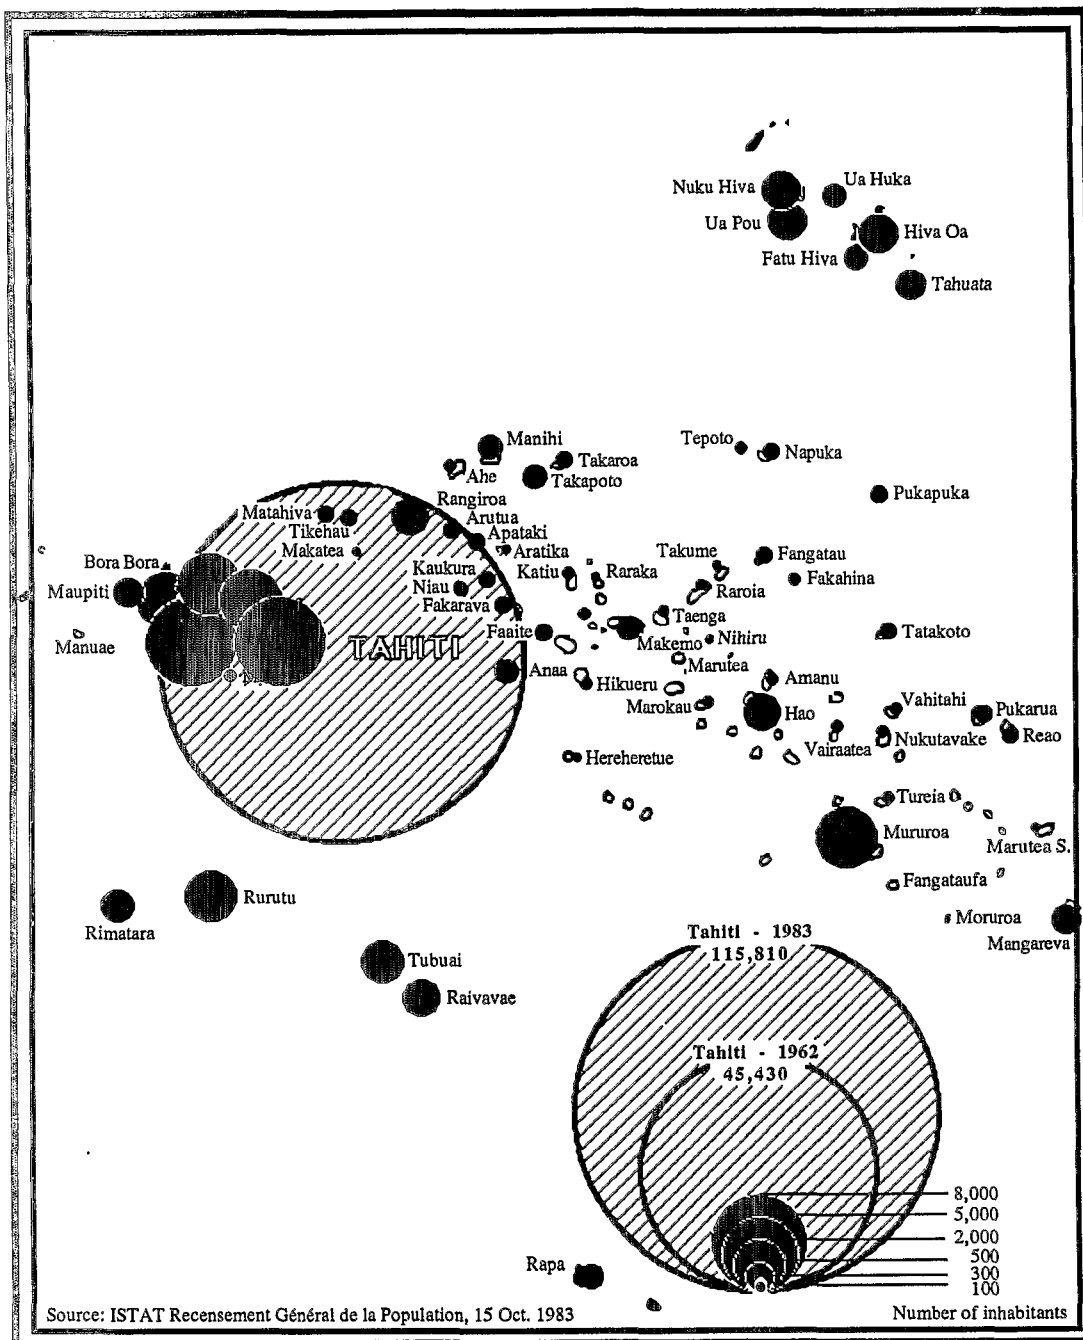 Nuku Hiva
Ua Huka
Ua Pou
Hiva Oa
Fatu Hiva
Tahuata
Manihi
Tepoto
Napuka
Takaroa
Ahe
Takapoto
Rangiroa
Pukapuka
Matahiva
Arutua
Tikehau
Apataki
Makatea
Aratika
Takume
Fangatau
Bora Bora
Kaukura
Katiu
Raraka
Fakahina
Maupiti
Niau
Raroia
Fakarava
Taenga
Faaite
Makemo
Nihiru
Tatakoto
Manuae
TAHITI
Marutea
Anaa
Hikueru
Amanu
Marokau
Hao
Vahitahi
Pukarua
Vairaatea
Nukutavake
Reao
Hereheretue
Tureia
Mururoa
Marutea S.
Fangataufa
Rurutu
Moruroa
Rimatara
Mangareva
Tahiti - 1983
115,810
Tubuai
Raivavae
Tahiti - 1962
45,430
8,000
5,000
2,000
500
300
100
Rapa
Source: ISTAT Recensement Général de la Population, 15 Oct. 1983
Number of inhabitants